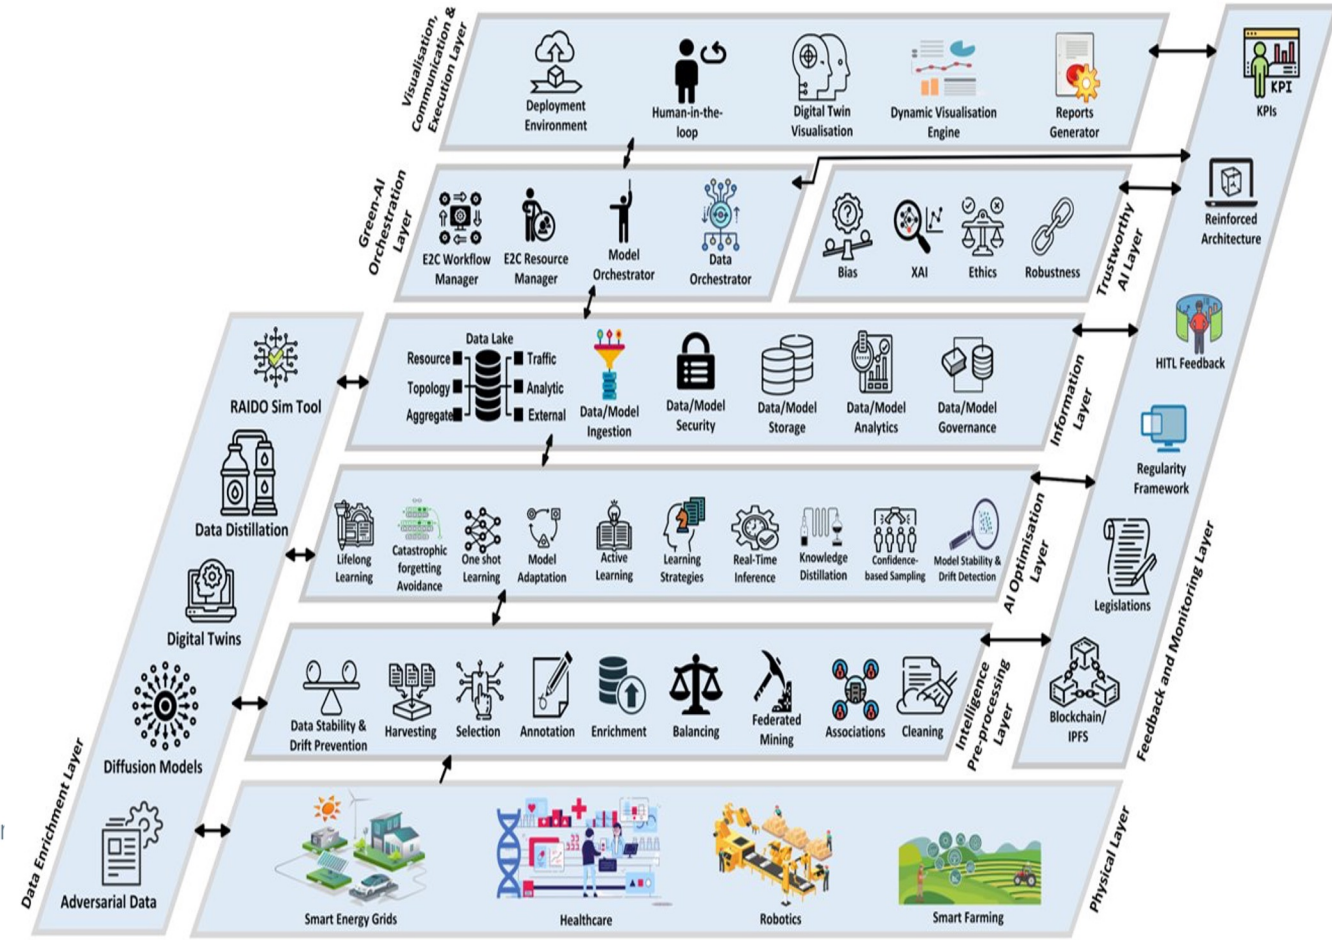 Visualisation,
Communication &
Execution Layer
Deployment
Environment
Human-in-the-
loop
Digital Twin
Visualisation
Dynamic Visualisation
Engine
Reports
Generator
KPI
KPIs
Green-AI
Orchestration
Layer
E2C Workflow
Manager
E2C Resource
Manager
Model
Orchestrator
Data
Orchestrator
Bias
XAI
Ethics
Robustness
Trustworthy
AI Layer
Reinforced
Architecture
RAIDO Sim Tool
Data Lake
Resource
Topology
Aggregate
Traffic
Analytic
External
Data/Model
Ingestion
Data/Model
Security
Data/Model
Storage
Data/Model
Analytics
Data/Model
Governance
Information
Layer
HITL Feedback
Data Distillation
Lifelong
Learning
Catastrophic
forgetting
Avoidance
One shot
Learning
Model
Adaptation
Active
Learning
Learning
Strategies
Real-Time
Inference
Knowledge
Distillation
Confidence-
based Sampling
Model Stability &
Drift Detection
AI Optimisation
Layer
Regularity
Framework
Digital Twins
Legislations
Diffusion Models
Data Stability &
Drift Prevention
Harvesting
Selection
Annotation
Enrichment
Balancing
Federated
Mining
Associations
Cleaning
Intelligence
Pre-processing
Layer
Blockchain/
IPFS
Feedback and Monitoring Layer
Data Enrichment Layer
Adversarial Data
Smart Energy Grids
Healthcare
Robotics
Smart Farming
Physical Layer